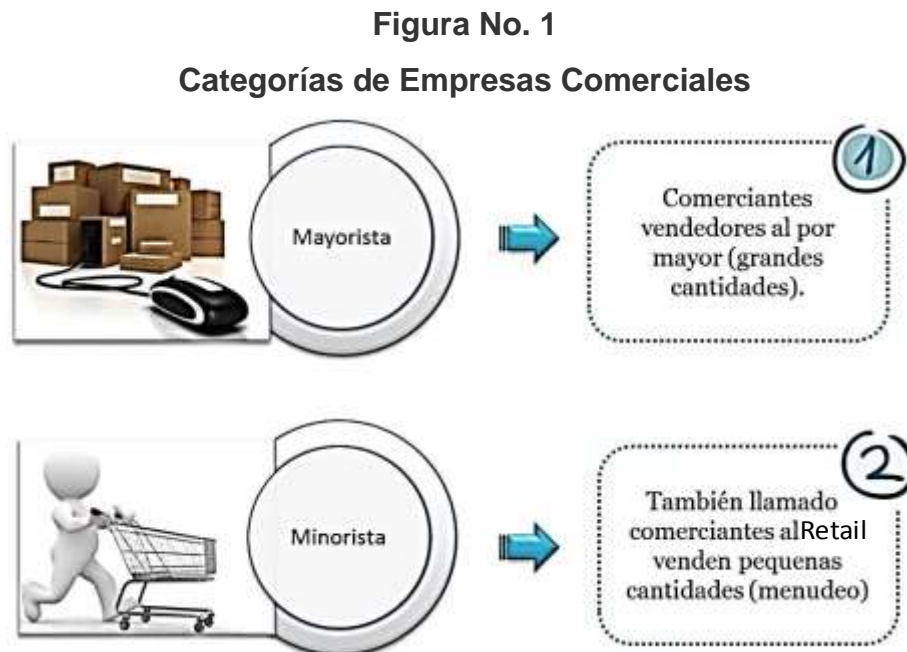 Figura No. 1
Categorías de Empresas Comerciales
Mayorista
1
Comerciantes
vendedores al por
mayor (grandes
cantidades).
Minorista
2
También llamado
comerciantes alRetail
venden pequenas
cantidades (menudeo)